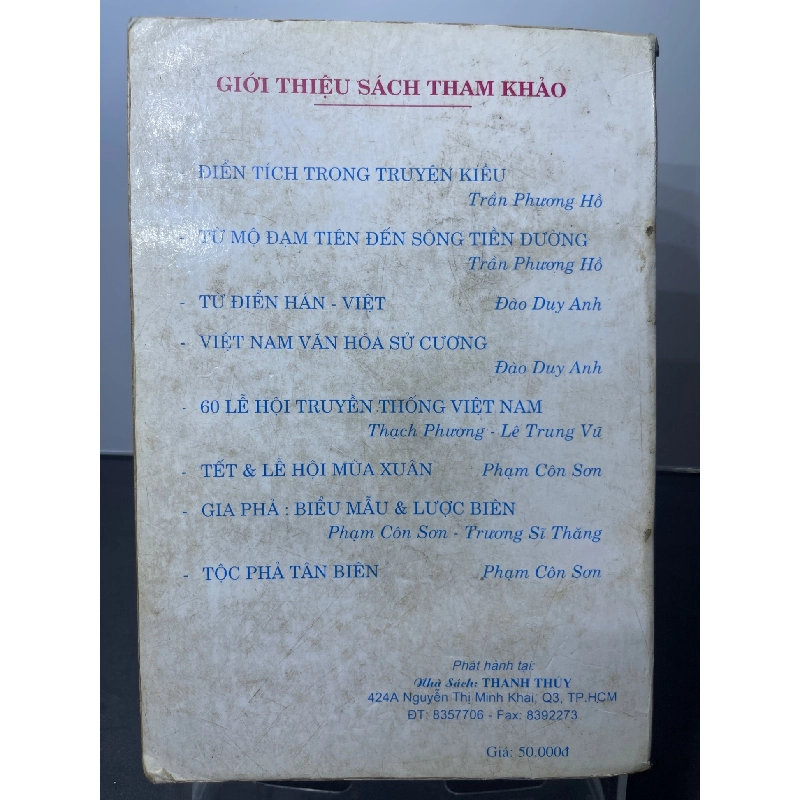 GIỚI THIỆU SÁCH THAM KHẢO
ĐIỂN TÍCH TRONG TRUYỆN KIỀU
Trần Phương Hồ
- TỪ MỘ ĐẠM TIÊN ĐẾN SÔNG TIỀN ĐƯỜNG
Trần Phương Hồ
- TỪ ĐIỂN HÁN - VIỆT Đào Duy Anh
- VIỆT NAM VĂN HÓA SỬ CƯƠNG
Đào Duy Anh
- 60 LỄ HỘI TRUYỀN THỐNG VIỆT NAM
Thạch Phương - Lê Trung Vũ
- TẾT & LỄ HỘI MÙA XUÂN Phạm Côn Sơn
- GIA PHẢ : BIỂU MẪU & LƯỢC BIÊN
Phạm Côn Sơn - Trương Sĩ Thăng
- TỘC PHẢ TÂN BIÊN Phạm Côn Sơn
Phát hành tại:
Nhà Sách: THANH THỦY
424A Nguyễn Thị Minh Khai, Q3, TP.HCM
ĐT: 8357706 - Fax: 8392273
Giá: 50.000đ